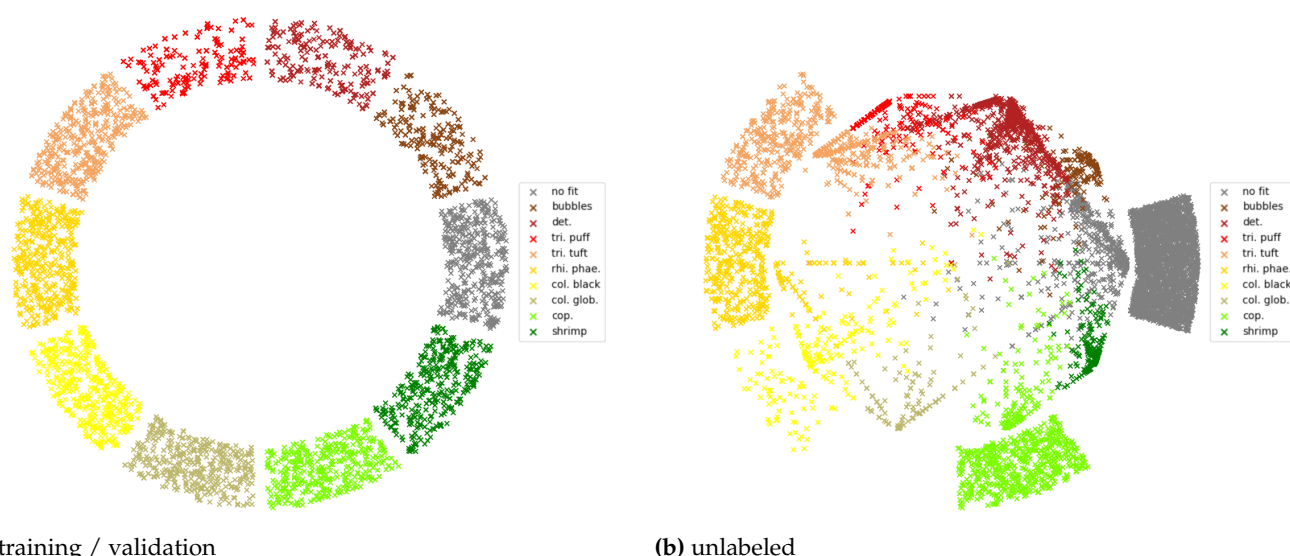 no fit
bubbles
det.
tri. puff
tri. tuft
rhi. phae.
col. black
col. glob.
cop.
shrimp
no fit
bubbles
det.
tri. puff
tri. tuft
rhi. phae.
col. black
col. glob.
cop.
shrimp
training / validation
(b) unlabeled